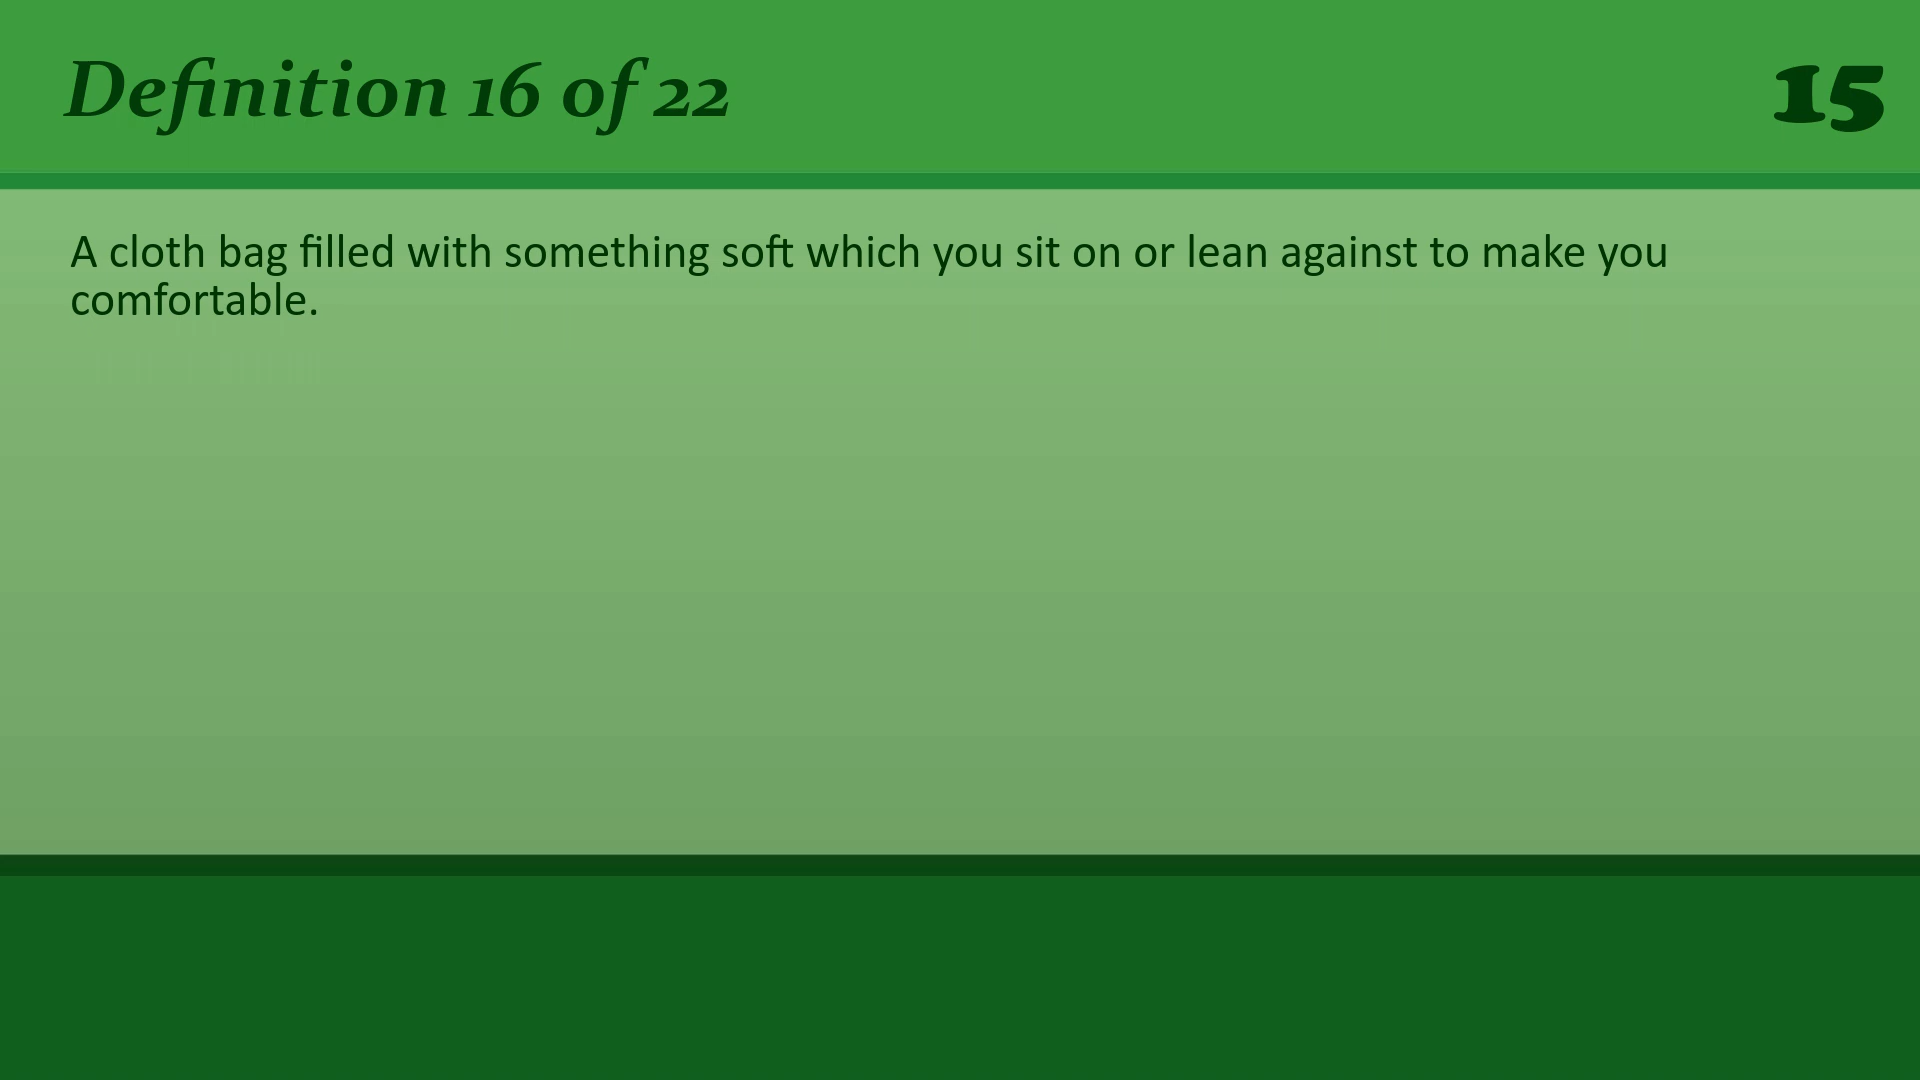 Definition 16 of 22
15
A cloth bag filled with something soft which you sit on or lean against to make you
comfortable.